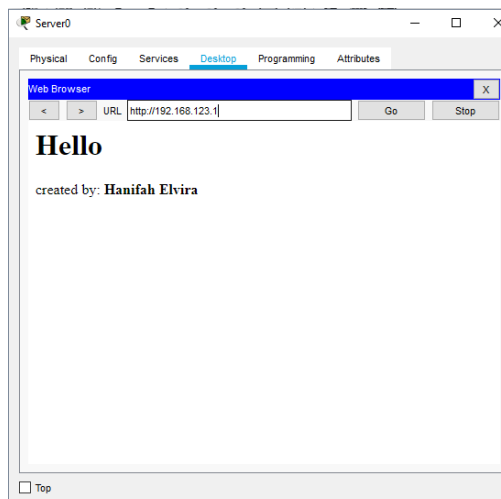 Server0
Physical Config Services Desktop Programming Attributes
Web Browser X
< > URL http://192.168.123.1 Go Stop
Hello
created by: Hanifah Elvira
Top